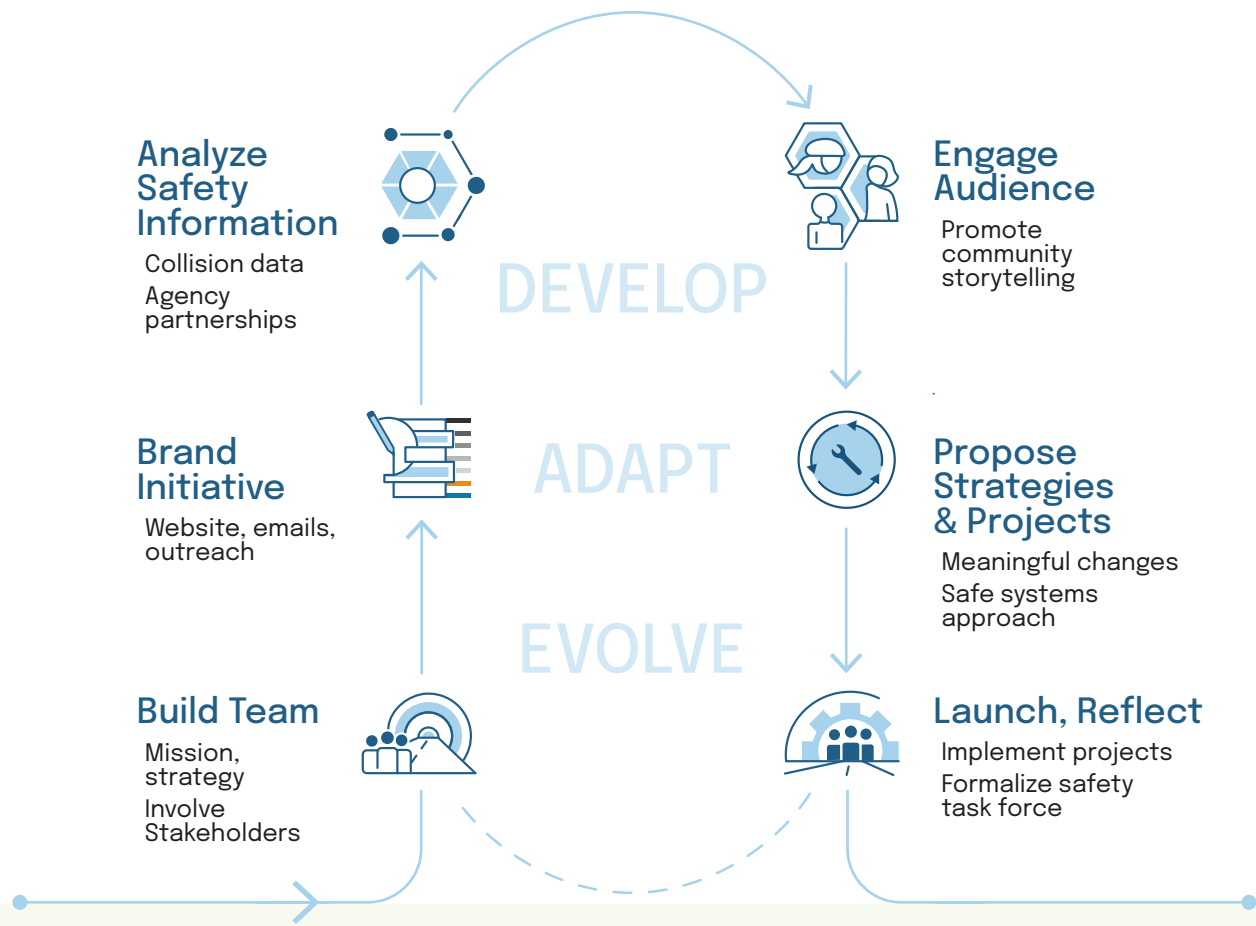 Analyze
Safety
Information
Collision data
Agency
partnerships
Brand
Initiative
Website, emails,
outreach
Build Team
Mission,
strategy
Involve
Stakeholders
DEVELOP
ADAPT
EVOLVE
Engage
Audience
Promote
community
storytelling
Propose
Strategies
& Projects
Meaningful changes
Safe systems
approach
Launch, Reflect
Implement projects
Formalize safety
task force